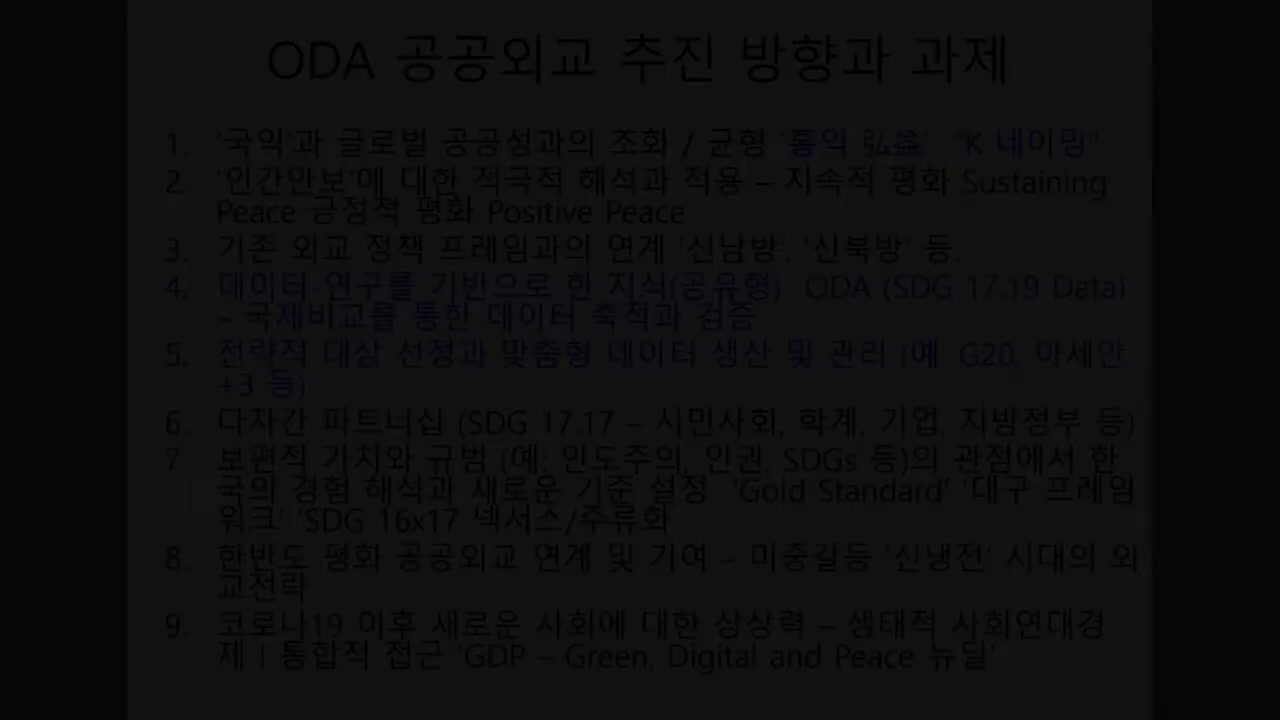 ODA 공공외교 추진 방향과 과제
1. '국익'과 글로벌 공공성과의 조화 / 균형 '홍익 弘益' "K 네이밍"
2. '인간안보'에 대한 적극적 해석과 적용 – 지속적 평화 Sustaining
Peace 긍정적 평화 Positive Peace
3. 기존 외교 정책 프레임과의 연계 '신남방', '신북방' 등.
4. 데이터-연구를 기반으로 한 지식(공유형) ODA (SDG 17.19 Data)
– 국제비교를 통한 데이터 축적과 검증
5. 전략적 대상 선정과 맞춤형 데이터 생산 및 관리 (예: G20, 아세안
+3 등)
6. 다자간 파트너십 (SDG 17.17 – 시민사회, 학계, 기업, 지방정부 등)
7 보편적 가치와 규범 (예: 인도주의, 인권, SDGs 등)의 관점에서 한
국의 경험 해석과 새로운 기준 설정 'Gold Standard' '대구 프레임
워크' 'SDG 16x17 넥서스/주류화
8. 한반도 평화 공공외교 연계 및 기여 – 미중갈등 '신냉전' 시대의 외
교전략
9. 코로나19 이후 새로운 사회에 대한 상상력 – 생태적 사회연대경
제 ! 통합적 접근 'GDP – Green, Digital and Peace 뉴딜'